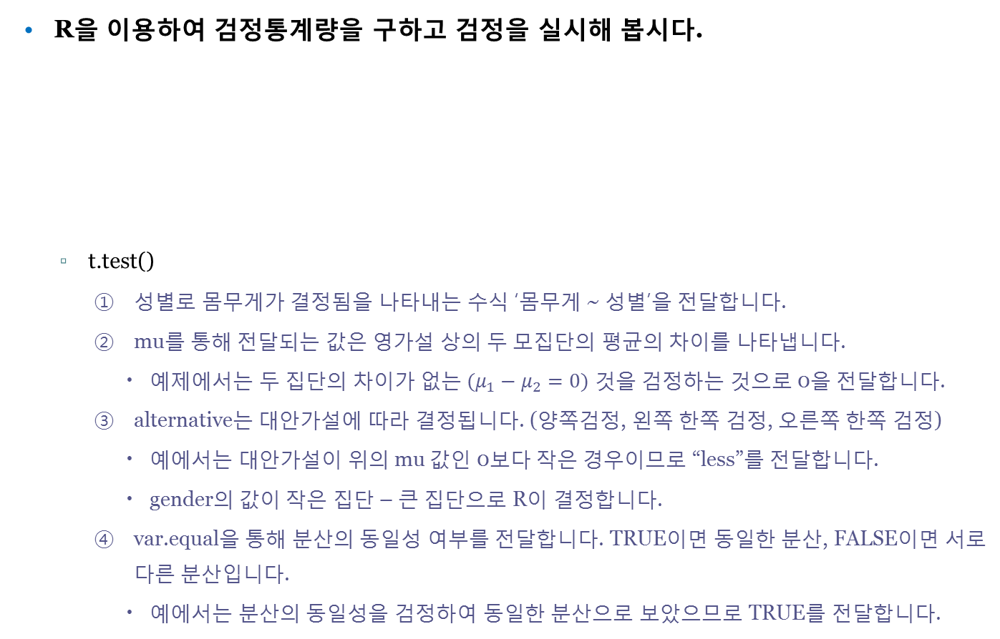 • R을 이용하여 검정통계량을 구하고 검정을 실시해 봅시다.
▫ t.test()
① 성별로 몸무게가 결정됨을 나타내는 수식 ‘몸무게 ~ 성별’을 전달합니다.
② mu를 통해 전달되는 값은 영가설 상의 두 모집단의 평균의 차이를 나타냅니다.
• 예제에서는 두 집단의 차이가 없는 (𝜇₁ − 𝜇₂ = 0) 것을 검정하는 것으로 0을 전달합니다.
③ alternative는 대안가설에 따라 결정됩니다. (양쪽검정, 왼쪽 한쪽 검정, 오른쪽 한쪽 검정)
• 예에서는 대안가설이 위의 mu 값인 0보다 작은 경우이므로 “less”를 전달합니다.
• gender의 값이 작은 집단 – 큰 집단으로 R이 결정합니다.
④ var.equal을 통해 분산의 동일성 여부를 전달합니다. TRUE이면 동일한 분산, FALSE이면 서로
다른 분산입니다.
• 예에서는 분산의 동일성을 검정하여 동일한 분산으로 보았으므로 TRUE를 전달합니다.